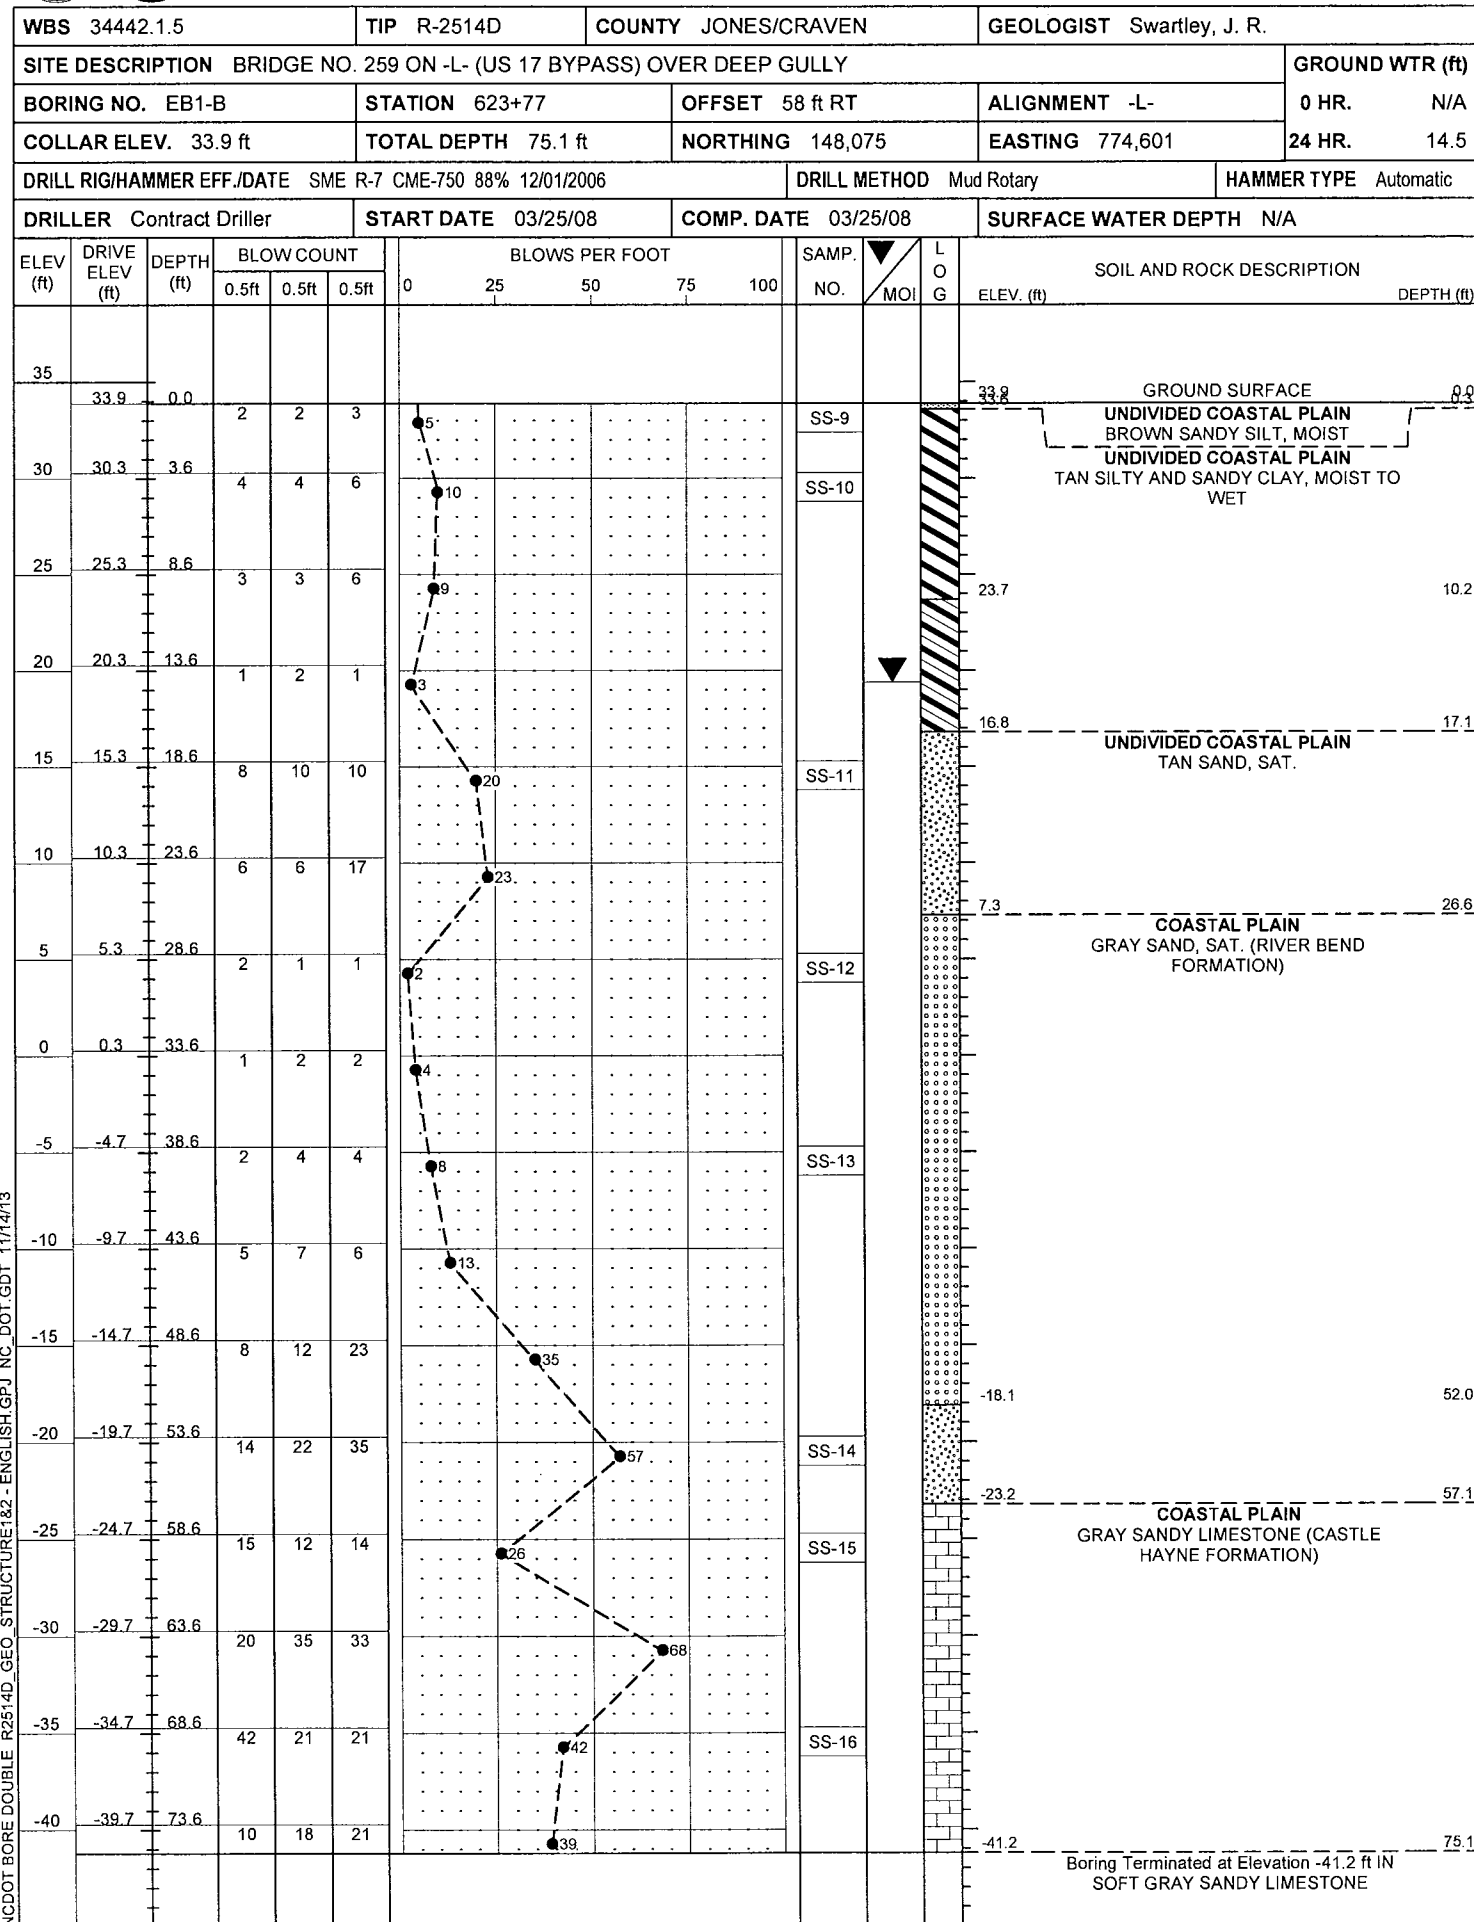 WBS 34442.1.5 TIP R-2514D COUNTY JONES/CRAVEN GEOLOGIST Swartley, J. R.
SITE DESCRIPTION BRIDGE NO. 259 ON -L- (US 17 BYPASS) OVER DEEP GULLY GROUND WTR (ft)
BORING NO. EB1-B STATION 623+77 OFFSET 58 ft RT ALIGNMENT -L- 0 HR. N/A
COLLAR ELEV. 33.9 ft TOTAL DEPTH 75.1 ft NORTHING 148,075 EASTING 774,601 24 HR. 14.5
DRILL RIG/HAMMER EFF./DATE SME R-7 CME-750 88% 12/01/2006 DRILL METHOD Mud Rotary HAMMER TYPE Automatic
DRILLER Contract Driller START DATE 03/25/08 COMP. DATE 03/25/08 SURFACE WATER DEPTH N/A
ELEV (ft) DRIVE ELEV (ft) DEPTH (ft) BLOW COUNT BLOWS PER FOOT SAMP. NO. MOI LOG SOIL AND ROCK DESCRIPTION
0.5ft 0.5ft 0.5ft 0 25 50 75 100 ELEV. (ft) DEPTH (ft)
35
33.9 GROUND SURFACE 0.0
33.9 0.0 33.6 0.3
2 2 3 5 SS-9 UNDIVIDED COASTAL PLAIN
BROWN SANDY SILT, MOIST
UNDIVIDED COASTAL PLAIN
30 30.3 3.6 TAN SILTY AND SANDY CLAY, MOIST TO
4 4 6 10 SS-10 WET
25 25.3 8.6
3 3 6 9 23.7 10.2
20 20.3 13.6
1 2 1 3
16.8 17.1
UNDIVIDED COASTAL PLAIN
15 15.3 18.6 TAN SAND, SAT.
8 10 10 20 SS-11
10 10.3 23.6
6 6 17 23
7.3 26.6
COASTAL PLAIN
5 5.3 28.6 GRAY SAND, SAT. (RIVER BEND
2 1 1 2 SS-12 FORMATION)
0 0.3 33.6
1 2 2 4
-5 -4.7 38.6
2 4 4 8 SS-13
-10 -9.7 43.6
5 7 6 13
-15 -14.7 48.6
8 12 23 35
-18.1 52.0
-20 -19.7 53.6
14 22 35 57 SS-14
-23.2 57.1
COASTAL PLAIN
-25 -24.7 58.6 GRAY SANDY LIMESTONE (CASTLE
15 12 14 26 SS-15 HAYNE FORMATION)
-30 -29.7 63.6
20 35 33 68
-35 -34.7 68.6
42 21 21 42 SS-16
-40 -39.7 73.6
10 18 21 39 -41.2 75.1
Boring Terminated at Elevation -41.2 ft IN
SOFT GRAY SANDY LIMESTONE
NCDOT BORE DOUBLE R2514D_GEO_STRUCTURE1&2 - ENGLISH.GPJ NC_DOT.GDT 11/14/13